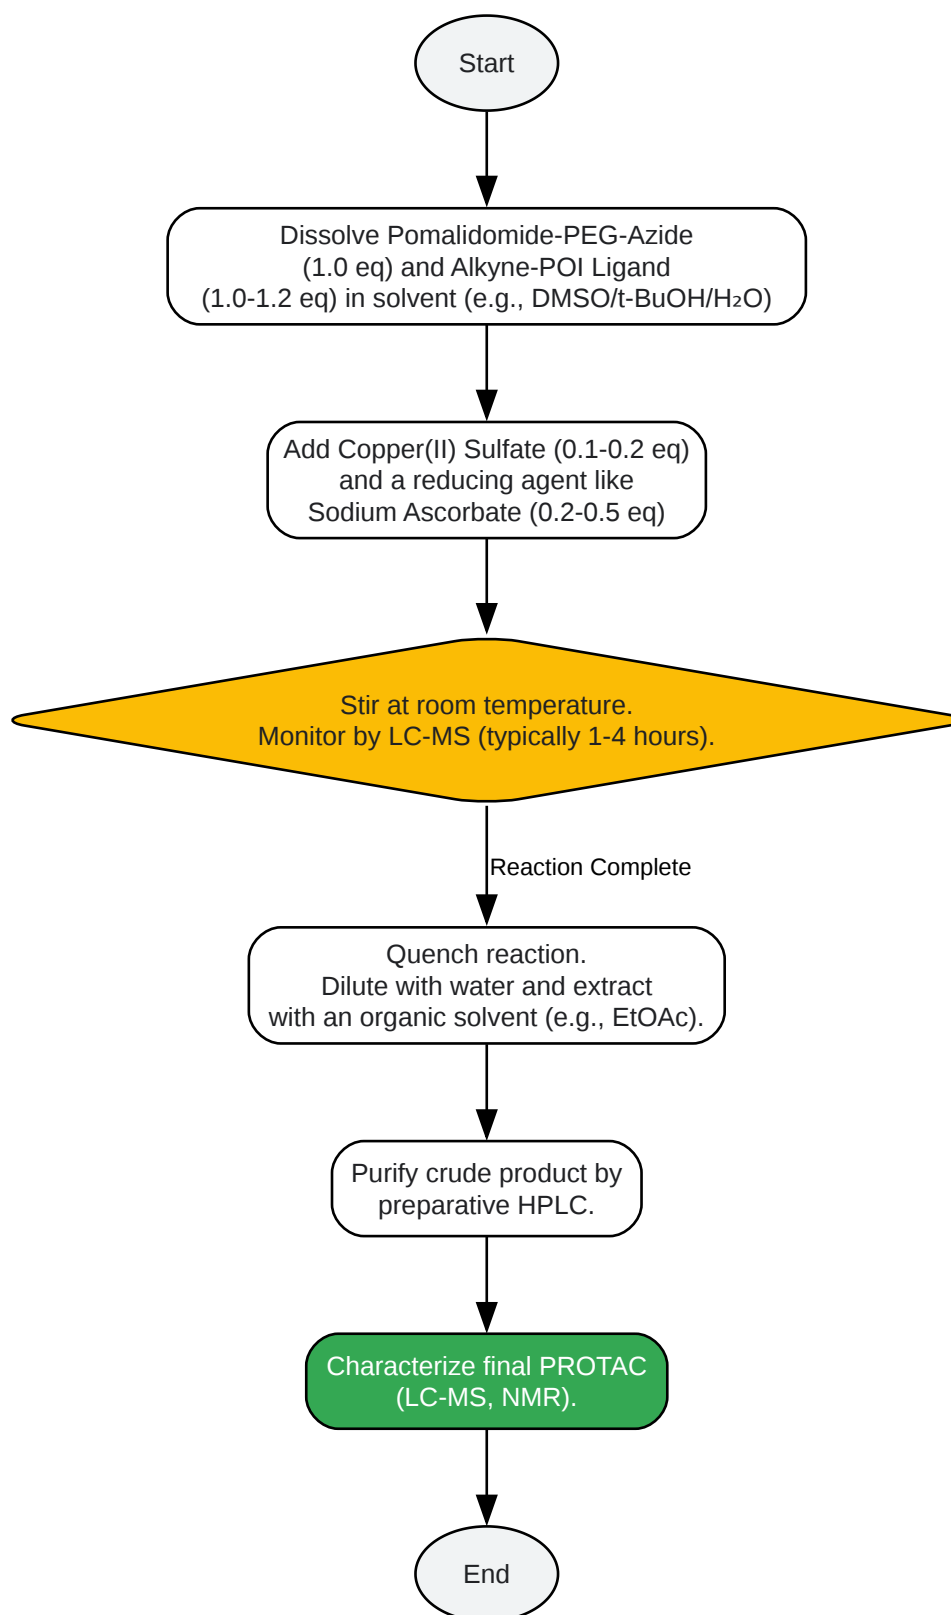 Start
Dissolve Pomalidomide-PEG-Azide
(1.0 eq) and Alkyne-POI Ligand
(1.0-1.2 eq) in solvent (e.g., DMSO/t-BuOH/H₂O)
Add Copper(II) Sulfate (0.1-0.2 eq)
and a reducing agent like
Sodium Ascorbate (0.2-0.5 eq)
Stir at room temperature.
Monitor by LC-MS (typically 1-4 hours).
Reaction Complete
Quench reaction.
Dilute with water and extract
with an organic solvent (e.g., EtOAc).
Purify crude product by
preparative HPLC.
Characterize final PROTAC
(LC-MS, NMR).
End